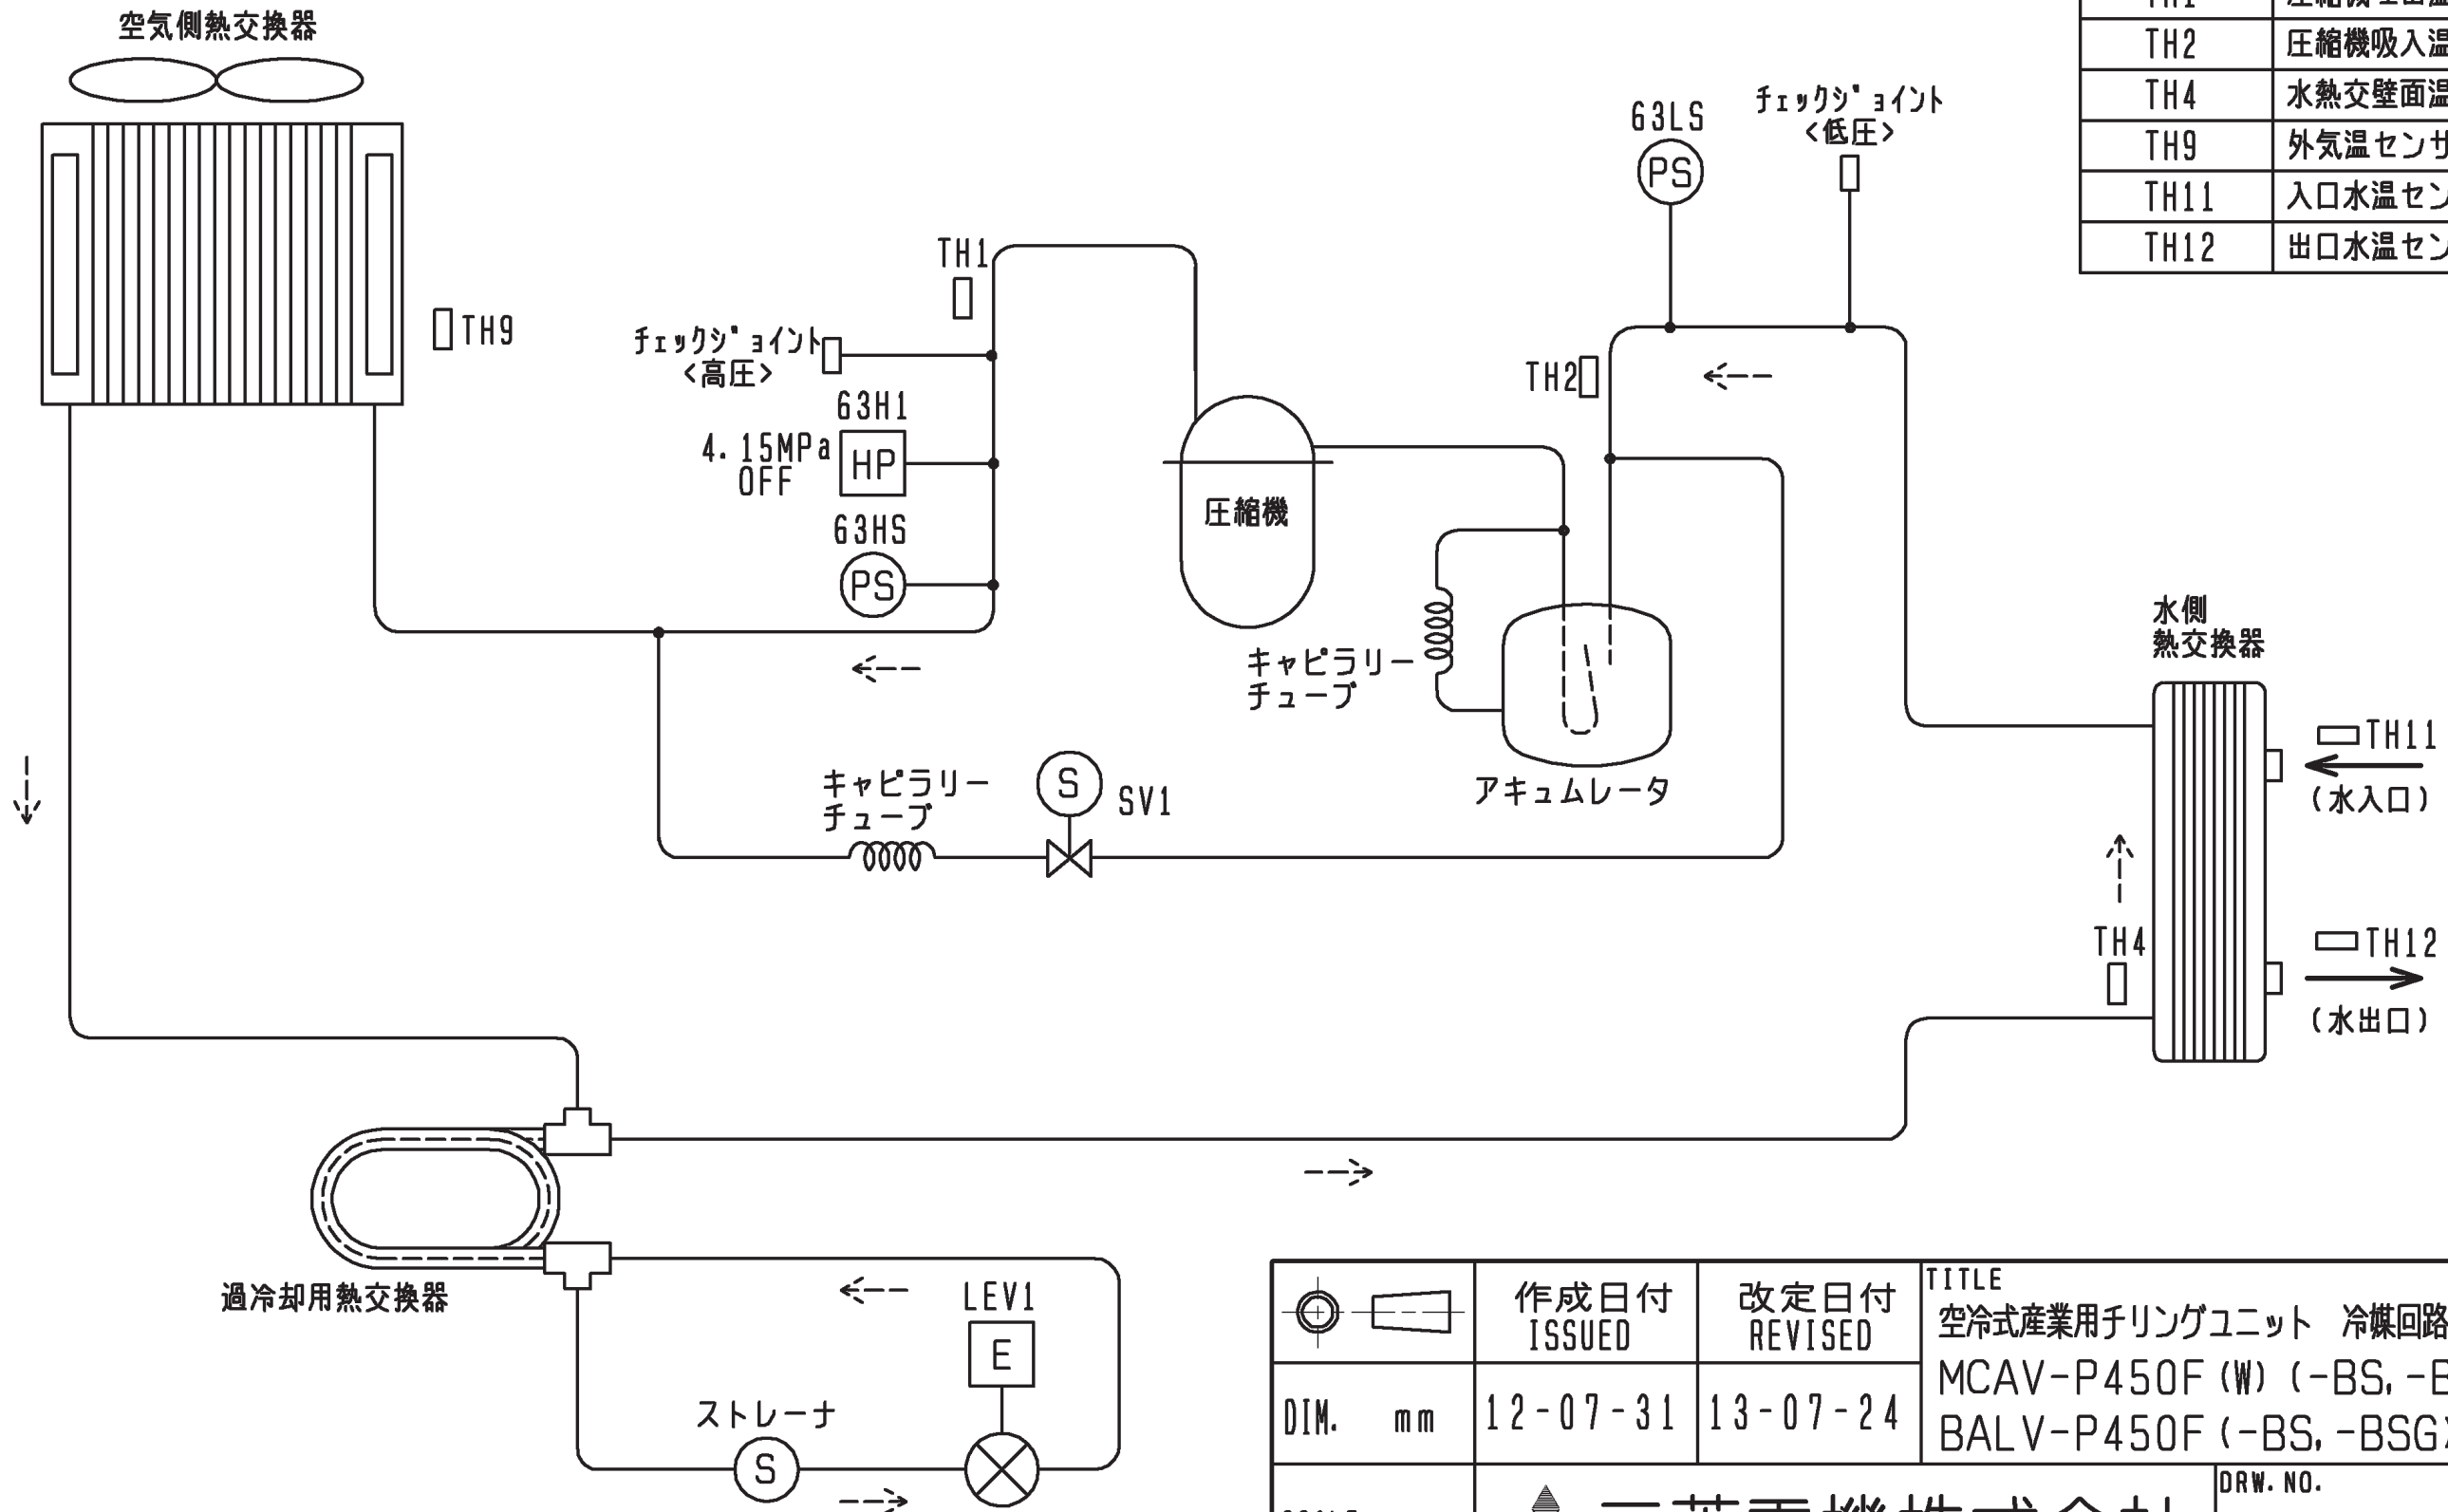 空気側熱交換器
TH2
圧縮機吸入温
TH4
水熱交壁面温
TH9
外気温センサ
TH11
入口水温セン
TH12
出口水温セン
63LS
PS
チェックジョイント
<低圧>
TH1
TH9
チェックジョイント
<高圧>
63H1
4.15MPa
OFF
HP
63HS
PS
TH2
圧縮機
キャピラリー
チューブ
アキュムレータ
水側
熱交換器
TH11
(水入口)
TH4
TH12
(水出口)
キャピラリー
チューブ
S
SV1
過冷却用熱交換器
LEV1
E
ストレーナ
S
作成日付
ISSUED
改定日付
REVISED
TITLE
空冷式産業用チリングユニット 冷媒回路
MCAV-P450F(W)(-BS,-B
BALV-P450F(-BS,-BSG)
DIM. mm
12-07-31
13-07-24
DRW. NO.